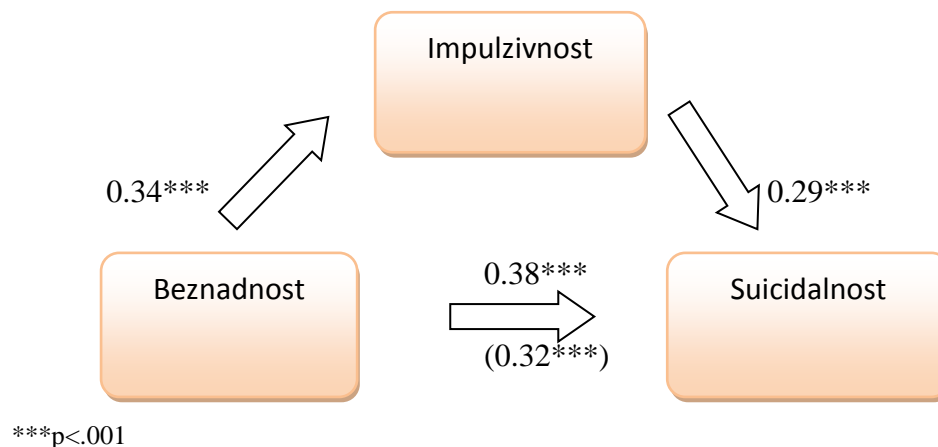 Impulzivnost
0.34***
0.29***
Beznadnost
0.38***
(0.32***)
Suicidalnost
***p<.001